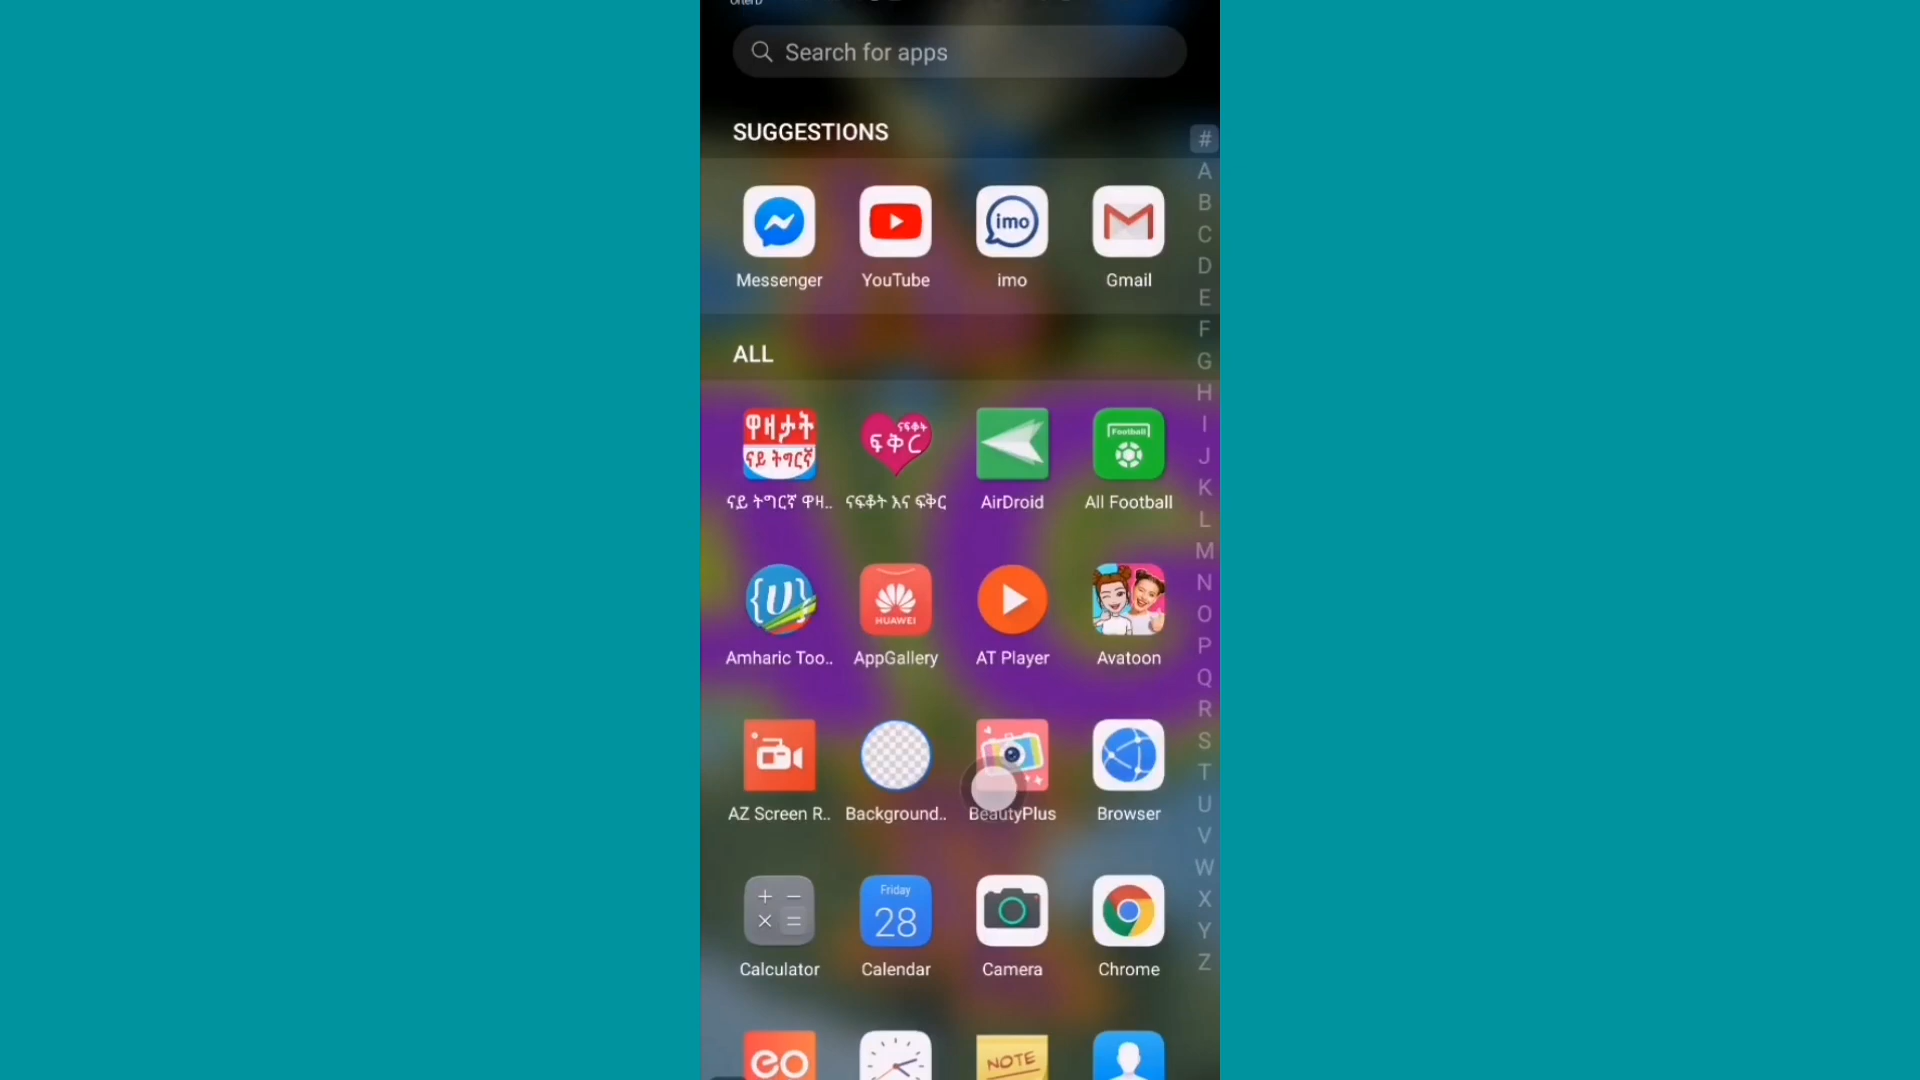 Search for apps
SUGGESTIONS
#
A
B
C
D
E
F
G
H
I
J
K
L
M
N
O
P
Q
R
S
T
U
V
W
X
Y
Z
imo
Messenger
YouTube
imo
Gmail
ALL
ዋዛታት
ናይ ትግርኛ
ናፍቆት
ፍቅር
Football
ናይ ትግርኛ ዋዛ..
ናፍቆት እና ፍቅር
AirDroid
All Football
{ሀ}
HUAWEI
Amharic Too..
AppGallery
AT Player
Avatoon
AZ Screen R..
Background..
BeautyPlus
Browser
+ −
× =
Friday
28
Calculator
Calendar
Camera
Chrome
NOTE